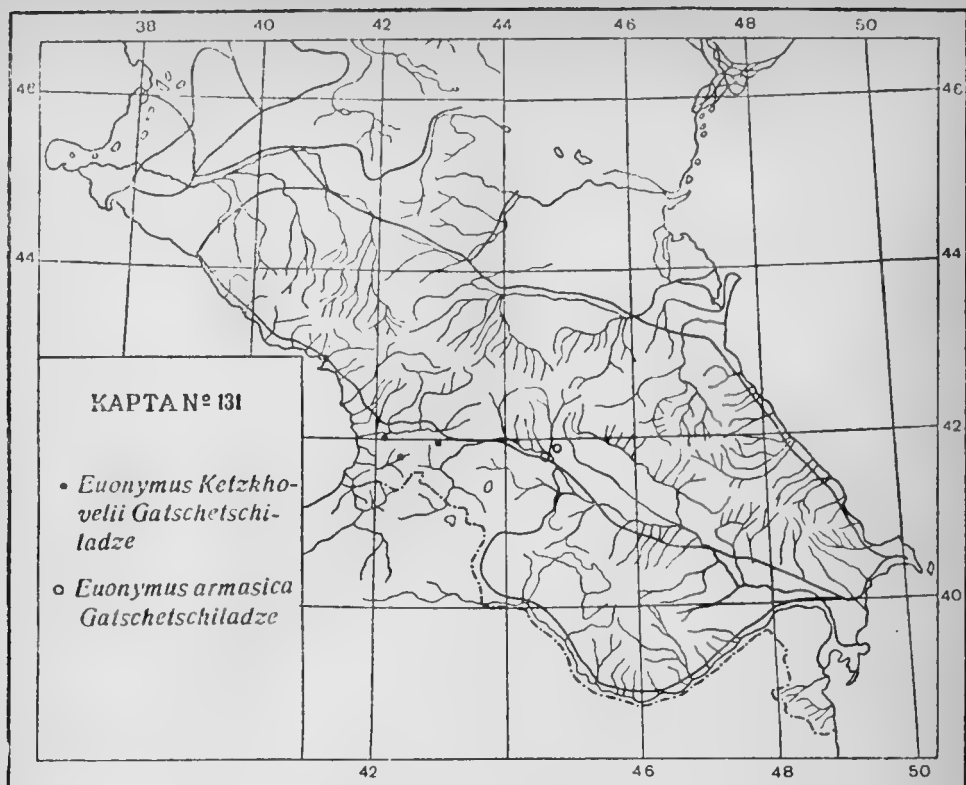 38 40 42 44 46 48 50
46 46
44 44
КАРТА № 131
42 42
• Euonymus Ketzkho-
velii Gatschetschi-
ladze
○ Euonymus armasica
Gatschetschiladze
40 40
42 44 46 48 50